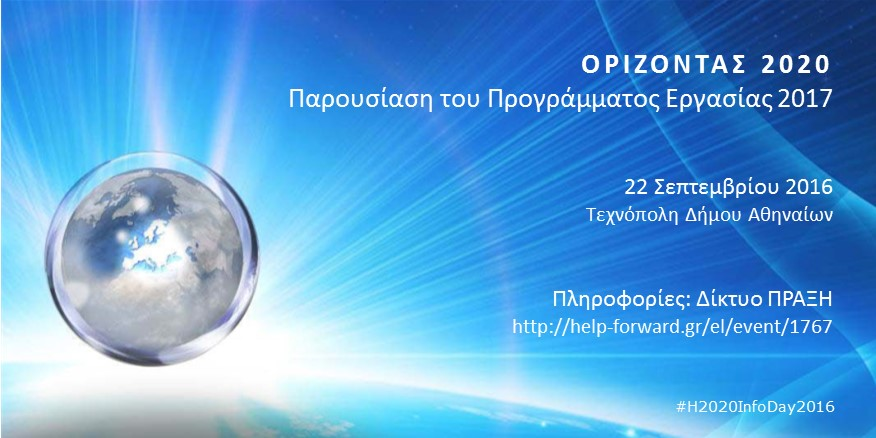 ΟΡΙΖΟΝΤΑΣ 2020
Παρουσίαση του Προγράμματος Εργασίας 2017
22 Σεπτεμβρίου 2016
Τεχνόπολη Δήμου Αθηναίων
Πληροφορίες: Δίκτυο ΠΡΑΞΗ
http://help-forward.gr/el/event/1767
#H2020InfoDay2016